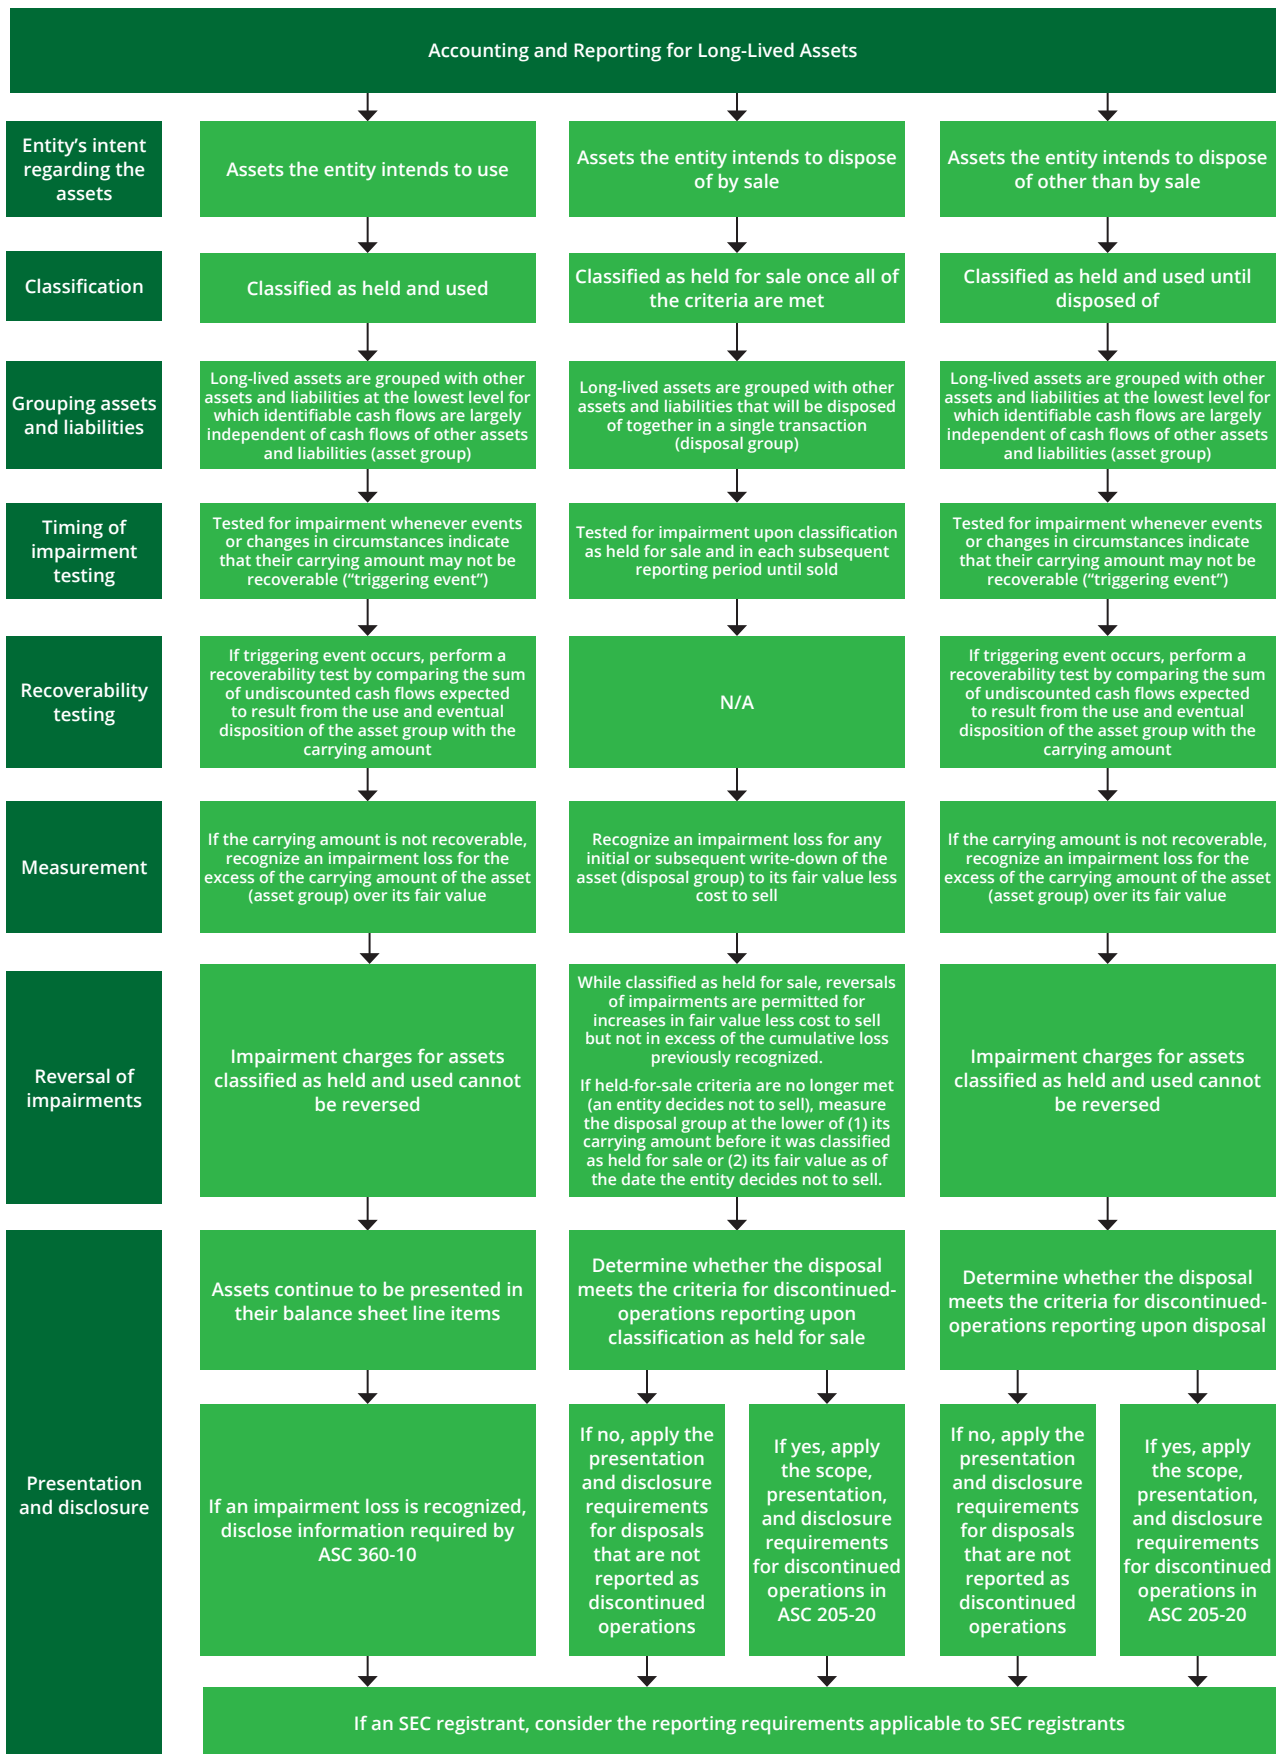 Accounting and Reporting for Long-Lived Assets
Entity’s intent
regarding the
assets
Assets the entity intends to use
Assets the entity intends to dispose
of by sale
Assets the entity intends to dispose
of other than by sale
Classification
Classified as held and used
Classified as held for sale once all of
the criteria are met
Classified as held and used until
disposed of
Grouping assets
and liabilities
Long-lived assets are grouped with other
assets and liabilities at the lowest level for
which identifiable cash flows are largely
independent of cash flows of other assets
and liabilities (asset group)
Long-lived assets are grouped with other
assets and liabilities that will be disposed
of together in a single transaction
(disposal group)
Long-lived assets are grouped with other
assets and liabilities at the lowest level for
which identifiable cash flows are largely
independent of cash flows of other assets
and liabilities (asset group)
Timing of
impairment
testing
Tested for impairment whenever events
or changes in circumstances indicate
that their carrying amount may not be
recoverable (“triggering event”)
Tested for impairment upon classification
as held for sale and in each subsequent
reporting period until sold
Tested for impairment whenever events
or changes in circumstances indicate
that their carrying amount may not be
recoverable (“triggering event”)
Recoverability
testing
If triggering event occurs, perform a
recoverability test by comparing the sum
of undiscounted cash flows expected
to result from the use and eventual
disposition of the asset group with the
carrying amount
N/A
If triggering event occurs, perform a
recoverability test by comparing the sum
of undiscounted cash flows expected
to result from the use and eventual
disposition of the asset group with the
carrying amount
Measurement
If the carrying amount is not recoverable,
recognize an impairment loss for the
excess of the carrying amount of the asset
(asset group) over its fair value
Recognize an impairment loss for any
initial or subsequent write-down of the
asset (disposal group) to its fair value less
cost to sell
If the carrying amount is not recoverable,
recognize an impairment loss for the
excess of the carrying amount of the asset
(asset group) over its fair value
Reversal of
impairments
Impairment charges for assets
classified as held and used cannot
be reversed
While classified as held for sale, reversals
of impairments are permitted for
increases in fair value less cost to sell
but not in excess of the cumulative loss
previously recognized.
If held-for-sale criteria are no longer met
(an entity decides not to sell), measure
the disposal group at the lower of (1) its
carrying amount before it was classified
as held for sale or (2) its fair value as of
the date the entity decides not to sell.
Impairment charges for assets
classified as held and used cannot
be reversed
Presentation
and disclosure
Assets continue to be presented in
their balance sheet line items
Determine whether the disposal
meets the criteria for discontinued-
operations reporting upon
classification as held for sale
Determine whether the disposal
meets the criteria for discontinued-
operations reporting upon disposal
If an impairment loss is recognized,
disclose information required by
ASC 360-10
If no, apply the
presentation
and disclosure
requirements
for disposals
that are not
reported as
discontinued
operations
If yes, apply
the scope,
presentation,
and disclosure
requirements
for discontinued
operations in
ASC 205-20
If no, apply the
presentation
and disclosure
requirements
for disposals
that are not
reported as
discontinued
operations
If yes, apply
the scope,
presentation,
and disclosure
requirements
for discontinued
operations in
ASC 205-20
If an SEC registrant, consider the reporting requirements applicable to SEC registrants